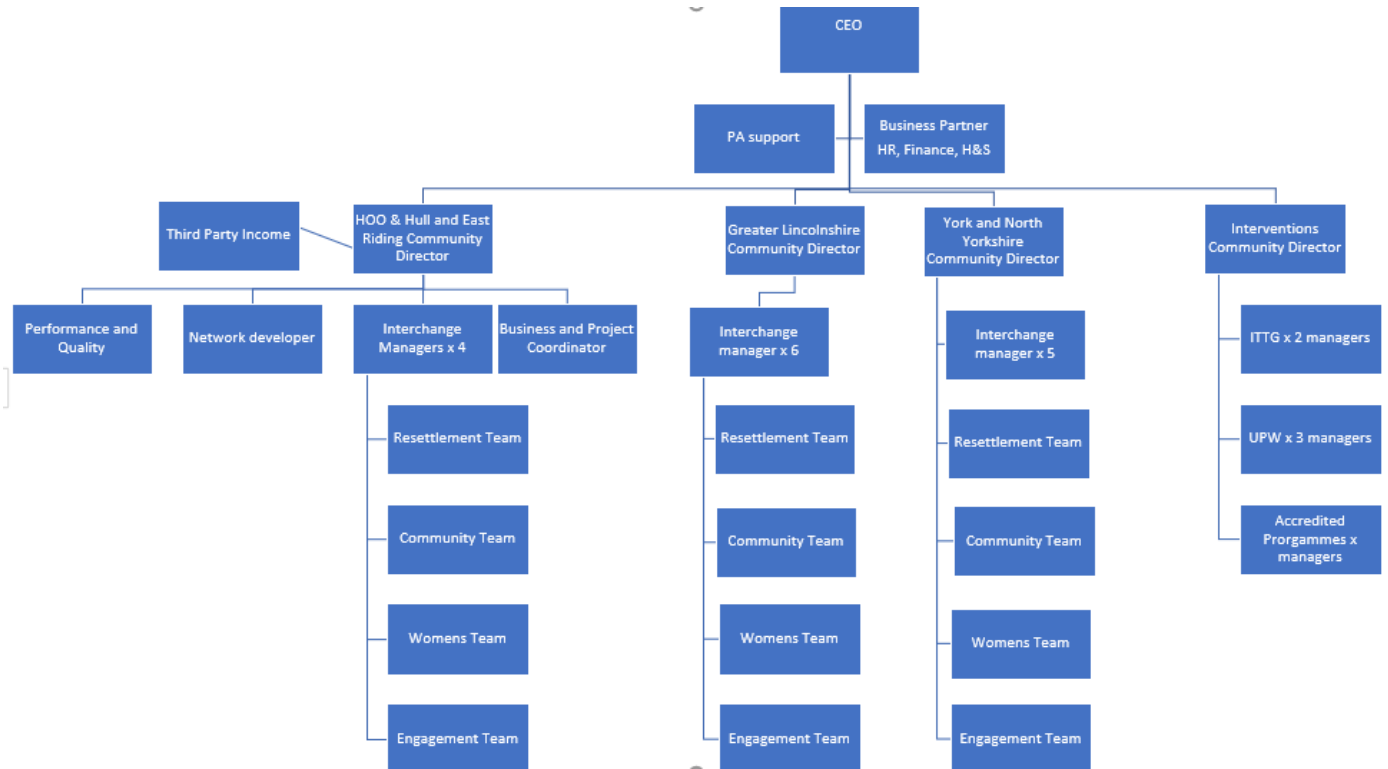 CEO
PA support
Business Partner
HR, Finance, H&S
Third Party Income
HOO & Hull and East
Riding Community
Director
Greater Lincolnshire
Community Director
York and North
Yorkshire
Community Director
Interventions
Community Director
Performance and
Quality
Network developer
Interchange
Managers x 4
Business and Project
Coordinator
Interchange
manager x 6
Interchange
manager x 5
ITTG x 2 managers
Resettlement Team
Resettlement Team
Resettlement Team
UPW x 3 managers
Community Team
Community Team
Community Team
Accredited
Prorgammes x
managers
Womens Team
Womens Team
Womens Team
Engagement Team
Engagement Team
Engagement Team